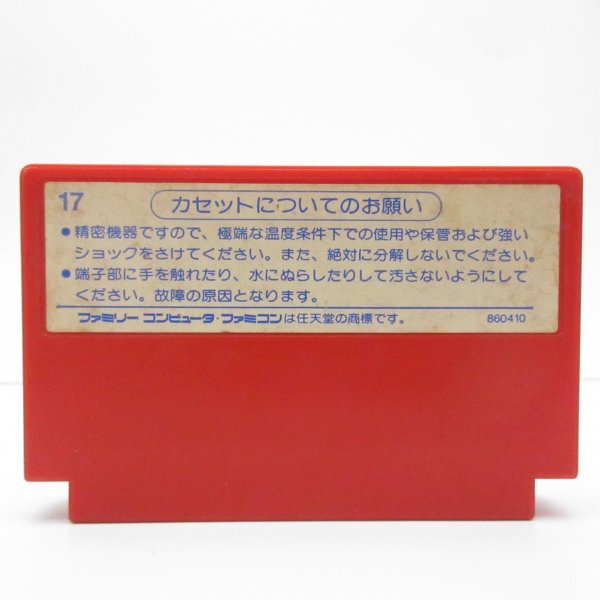 17
カセットについてのお願い
●精密機器ですので、極端な温度条件下での使用や保管および強い
ショックをさけてください。また、絶対に分解しないでください。
●端子部に手を触れたり、水にぬらしたりして汚さないようにして
ください。故障の原因となります。
ファミリー コンピュータ・ファミコンは任天堂の商標です。 860410